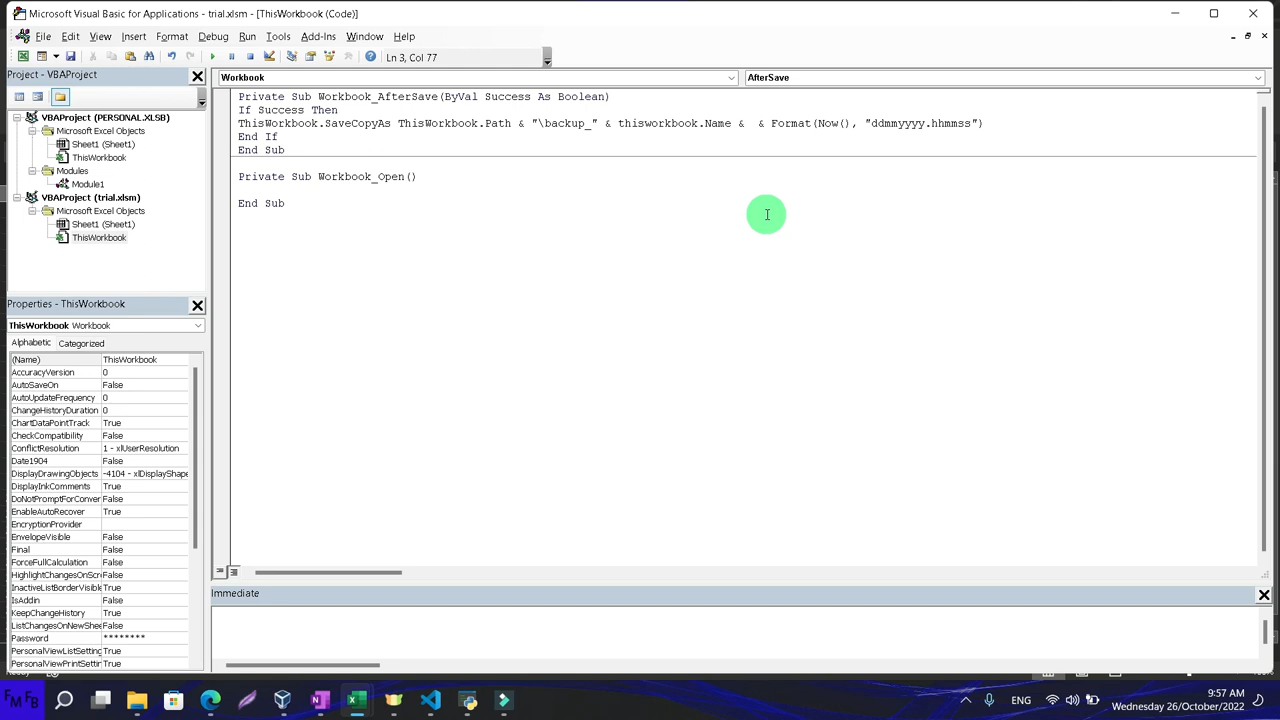 Microsoft Visual Basic for Applications - trial.xlsm - [ThisWorkbook (Code)]
File Edit View Insert Format Debug Run Tools Add-Ins Window Help
Ln 3, Col 77
Project - VBAProject
VBAProject (PERSONAL.XLSB)
Microsoft Excel Objects
Sheet1 (Sheet1)
ThisWorkbook
Modules
Module1
VBAProject (trial.xlsm)
Microsoft Excel Objects
Sheet1 (Sheet1)
ThisWorkbook
Workbook
AfterSave
Private Sub Workbook_AfterSave(ByVal Success As Boolean)
If Success Then
ThisWorkbook.SaveCopyAs ThisWorkbook.Path & "\backup_" & thisworkbook.Name &  & Format(Now(), "ddmmyyyy.hhmmss")
End If
End Sub
Private Sub Workbook_Open()
End Sub
Properties - ThisWorkbook
ThisWorkbook Workbook
Alphabetic Categorized
(Name) ThisWorkbook
AccuracyVersion 0
AutoSaveOn False
AutoUpdateFrequency 0
ChangeHistoryDuration 0
ChartDataPointTrack True
CheckCompatibility False
ConflictResolution 1 - xlUserResolution
Date1904 False
DisplayDrawingObjects -4104 - xlDisplayShape
DisplayInkComments True
DoNotPromptForConver False
EnableAutoRecover True
EncryptionProvider
EnvelopeVisible False
Final False
ForceFullCalculation False
HighlightChangesOnScr False
InactiveListBorderVisible True
IsAddin False
KeepChangeHistory True
ListChangesOnNewShee False
Password ********
PersonalViewListSetting True
PersonalViewPrintSettin True
Immediate
FM FB
ENG
9:57 AM
Wednesday 26/October/2022